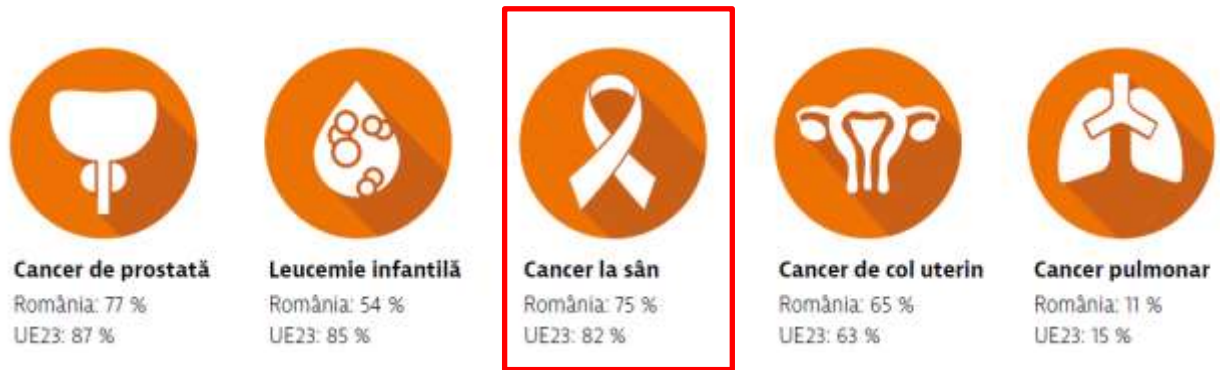 Cancer de prostată
România: 77 %
UE23: 87 %
Leucemie infantilă
România: 54 %
UE23: 85 %
Cancer la sân
România: 75 %
UE23: 82 %
Cancer de col uterin
România: 65 %
UE23: 63 %
Cancer pulmonar
România: 11 %
UE23: 15 %